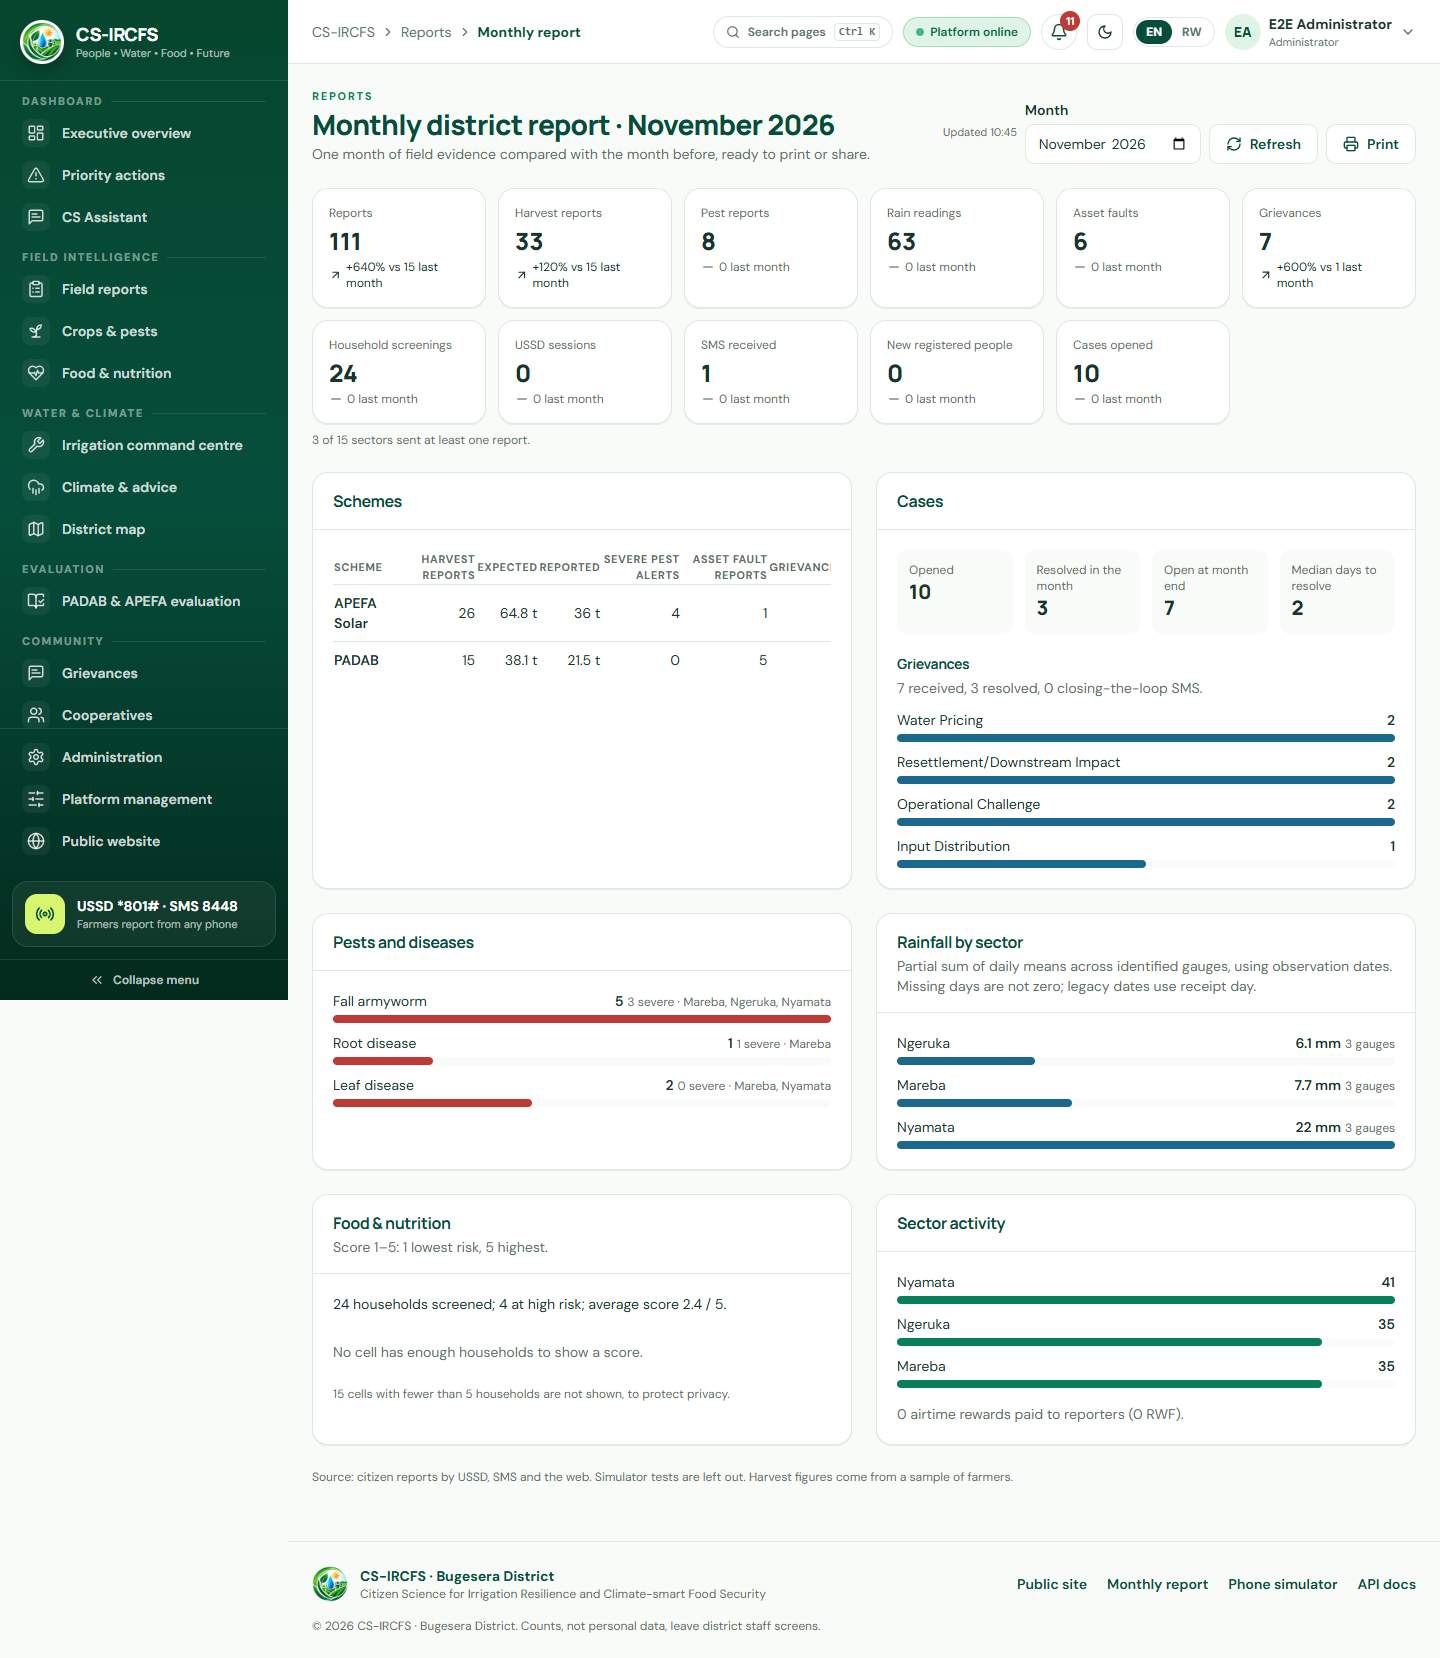 CS-IRCFS
People • Water • Food • Future
DASHBOARD
Executive overview
Priority actions
CS Assistant
FIELD INTELLIGENCE
Field reports
Crops & pests
Food & nutrition
WATER & CLIMATE
Irrigation command centre
Climate & advice
District map
EVALUATION
PADAB & APEFA evaluation
COMMUNITY
Grievances
Cooperatives
Administration
Platform management
Public website
USSD *801# · SMS 8448
Farmers report from any phone
Collapse menu
CS-IRCFS > Reports > Monthly report
Search pages Ctrl K
Platform online
11
EN RW
EA
E2E Administrator
Administrator
REPORTS
Monthly district report · November 2026
One month of field evidence compared with the month before, ready to print or share.
Updated 10:45
Month
November 2026
Refresh
Print
Reports
111
+640% vs 15 last
month
Harvest reports
33
+120% vs 15 last
month
Pest reports
8
— 0 last month
Rain readings
63
— 0 last month
Asset faults
6
— 0 last month
Grievances
7
+600% vs 1 last
month
Household screenings
24
— 0 last month
USSD sessions
0
— 0 last month
SMS received
1
— 0 last month
New registered people
0
— 0 last month
Cases opened
10
— 0 last month
3 of 15 sectors sent at least one report.
Schemes
SCHEME HARVEST REPORTS EXPECTED REPORTED SEVERE PEST ALERTS ASSET FAULT REPORTS GRIEVANC
APEFA Solar 26 64.8 t 36 t 4 1
PADAB 15 38.1 t 21.5 t 0 5
Cases
Opened
10
Resolved in the
month
3
Open at month
end
7
Median days to
resolve
2
Grievances
7 received, 3 resolved, 0 closing-the-loop SMS.
Water Pricing 2
Resettlement/Downstream Impact 2
Operational Challenge 2
Input Distribution 1
Pests and diseases
Fall armyworm 5 3 severe · Mareba, Ngeruka, Nyamata
Root disease 1 1 severe · Mareba
Leaf disease 2 0 severe · Mareba, Nyamata
Rainfall by sector
Partial sum of daily means across identified gauges, using observation dates.
Missing days are not zero; legacy dates use receipt day.
Ngeruka 6.1 mm 3 gauges
Mareba 7.7 mm 3 gauges
Nyamata 22 mm 3 gauges
Food & nutrition
Score 1–5: 1 lowest risk, 5 highest.
24 households screened; 4 at high risk; average score 2.4 / 5.
No cell has enough households to show a score.
15 cells with fewer than 5 households are not shown, to protect privacy.
Sector activity
Nyamata 41
Ngeruka 35
Mareba 35
0 airtime rewards paid to reporters (0 RWF).
Source: citizen reports by USSD, SMS and the web. Simulator tests are left out. Harvest figures come from a sample of farmers.
CS-IRCFS · Bugesera District
Citizen Science for Irrigation Resilience and Climate-smart Food Security
Public site Monthly report Phone simulator API docs
© 2026 CS-IRCFS · Bugesera District. Counts, not personal data, leave district staff screens.